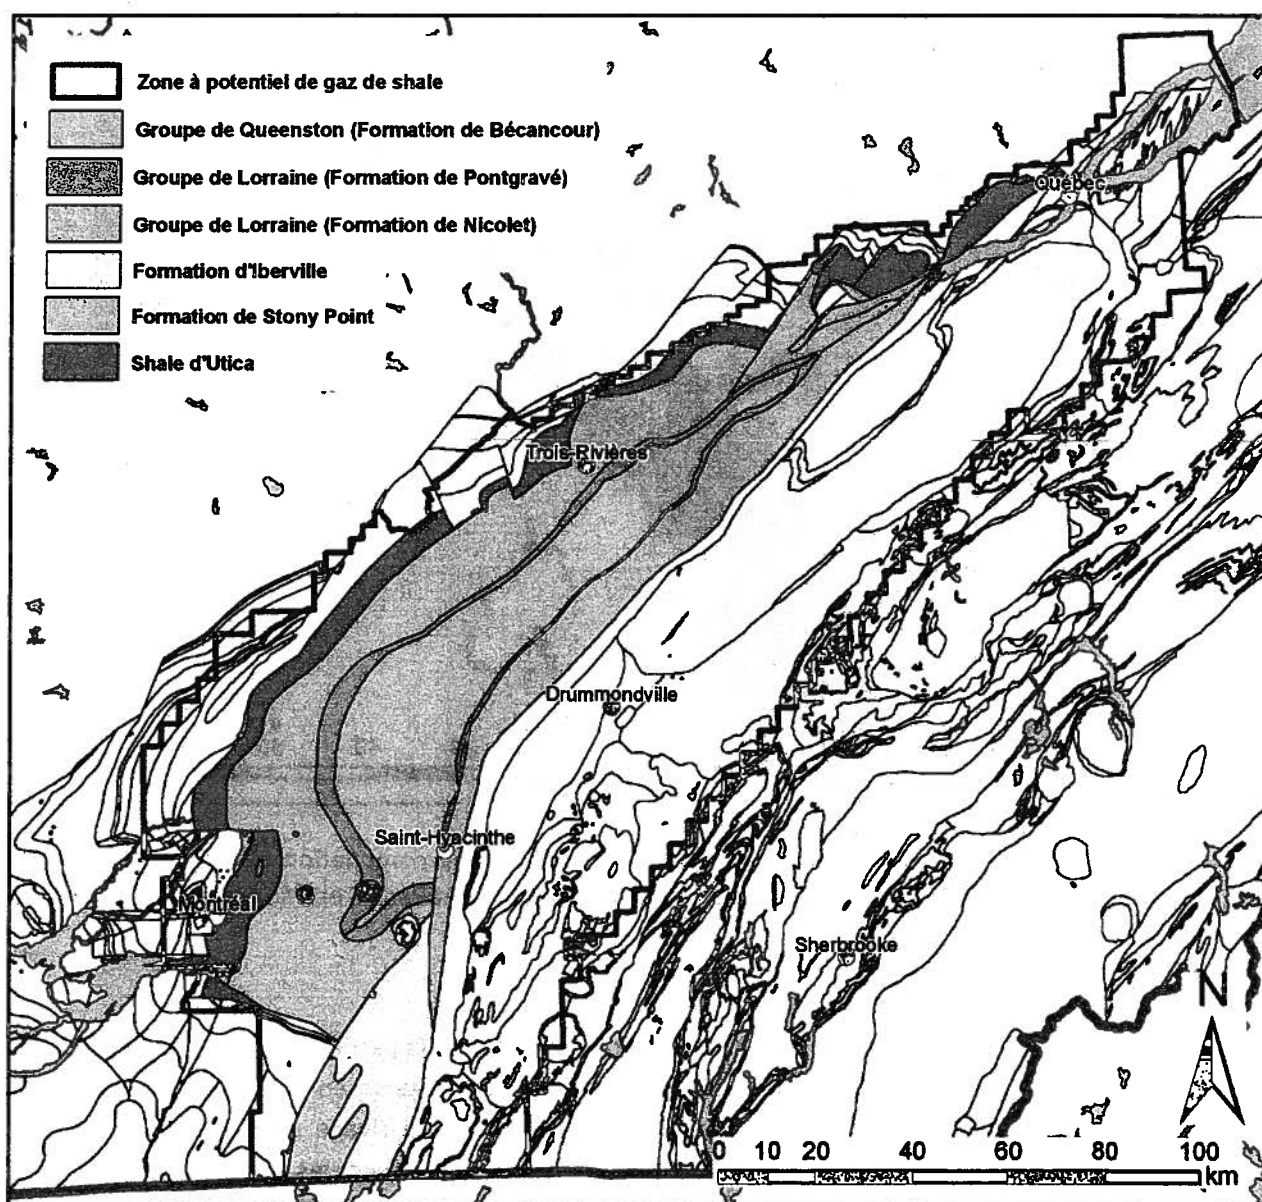 Zone à potentiel de gaz de shale
Groupe de Queenston (Formation de Bécancour)
Groupe de Lorraine (Formation de Pontgravé)
Groupe de Lorraine (Formation de Nicolet)
Formation d'Iberville
Formation de Stony Point
Shale d'Utica
Québec
Trois-Rivières
Drummondville
Saint-Hyacinthe
Montréal
Sherbrooke
N
0 10 20 40 60 80 100
km